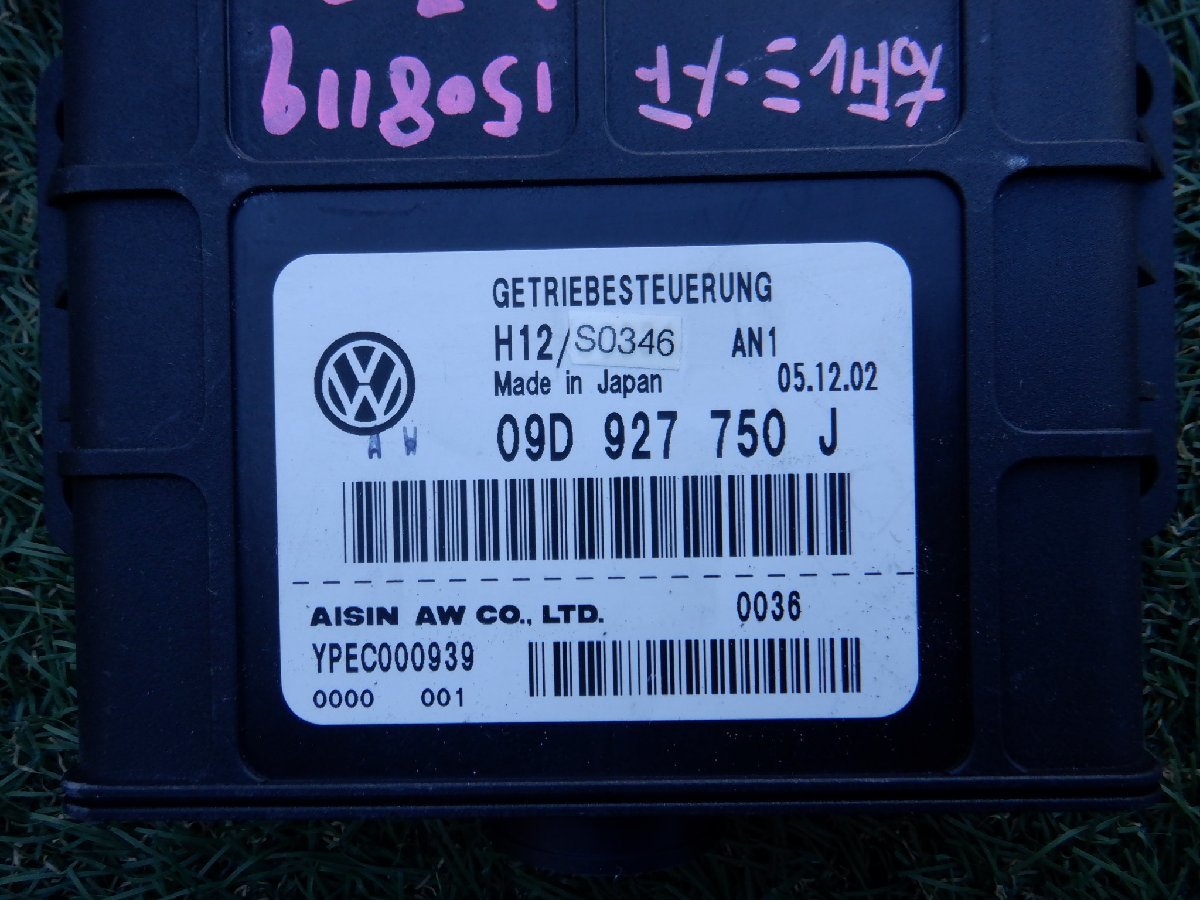 GETRIEBESTEUERUNG
H12/S0346 AN1
Made in Japan 05.12.02
VW
A W
09D 927 750 J
AISIN AW CO., LTD. 0036
YPEC000939
0000 001